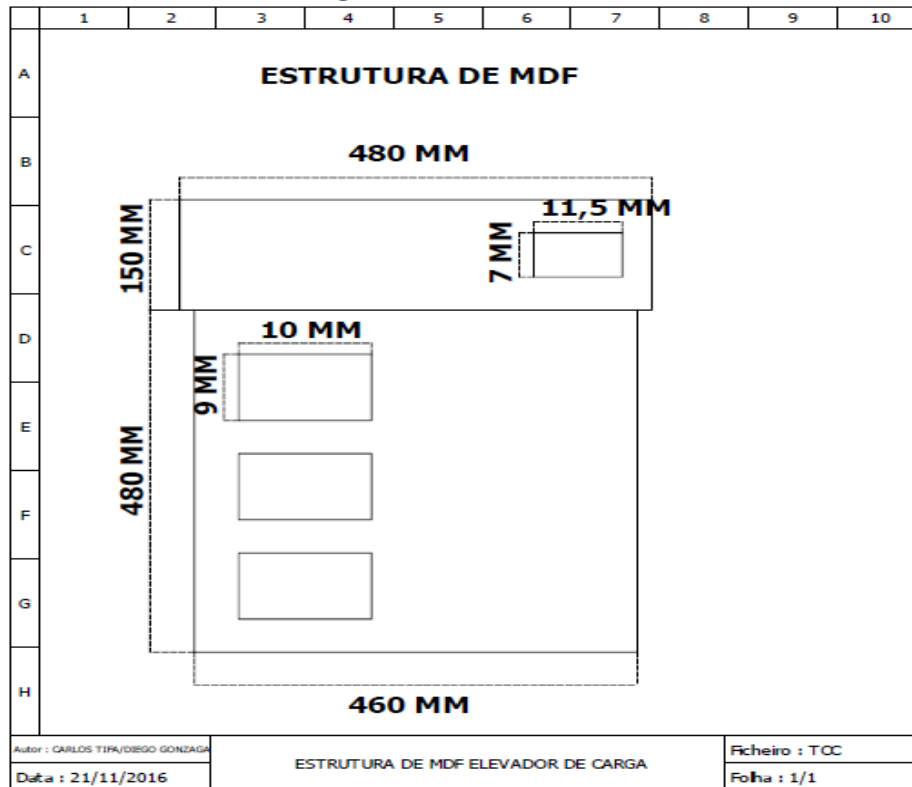 1 2 3 4 5 6 7 8 9 10
A
ESTRUTURA DE MDF
B
480 MM
C
150 MM
11,5 MM
7 MM
D
10 MM
9 MM
E
480 MM
F
G
H
460 MM
Autor : CARLOS TIPA/DIEGO GONZAGA
Data : 21/11/2016
ESTRUTURA DE MDF ELEVADOR DE CARGA
Ficheiro : TCC
Folha : 1/1